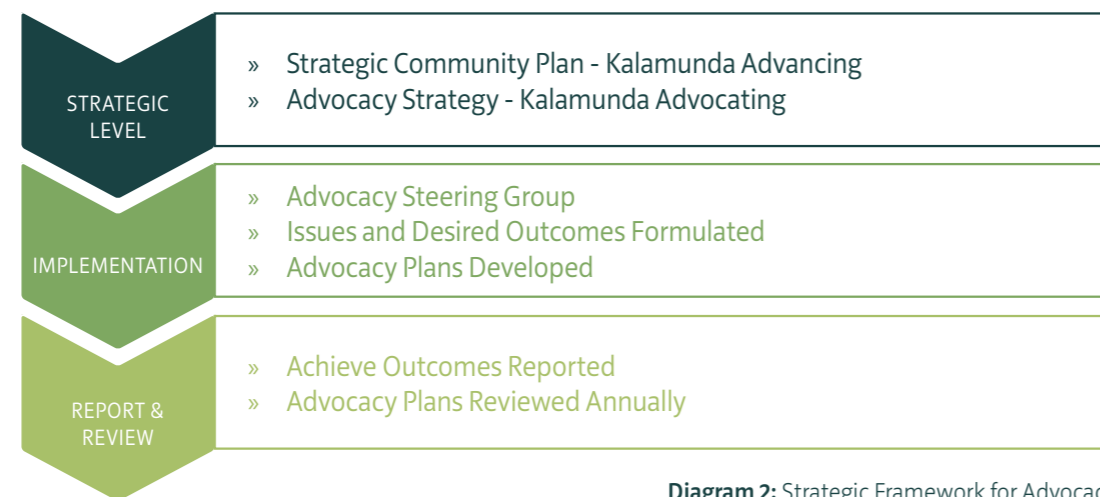 STRATEGIC
LEVEL
» Strategic Community Plan - Kalamunda Advancing
» Advocacy Strategy - Kalamunda Advocating
IMPLEMENTATION
» Advocacy Steering Group
» Issues and Desired Outcomes Formulated
» Advocacy Plans Developed
REPORT &
REVIEW
» Achieve Outcomes Reported
» Advocacy Plans Reviewed Annually
Diagram 2: Strategic Framework for Advocac